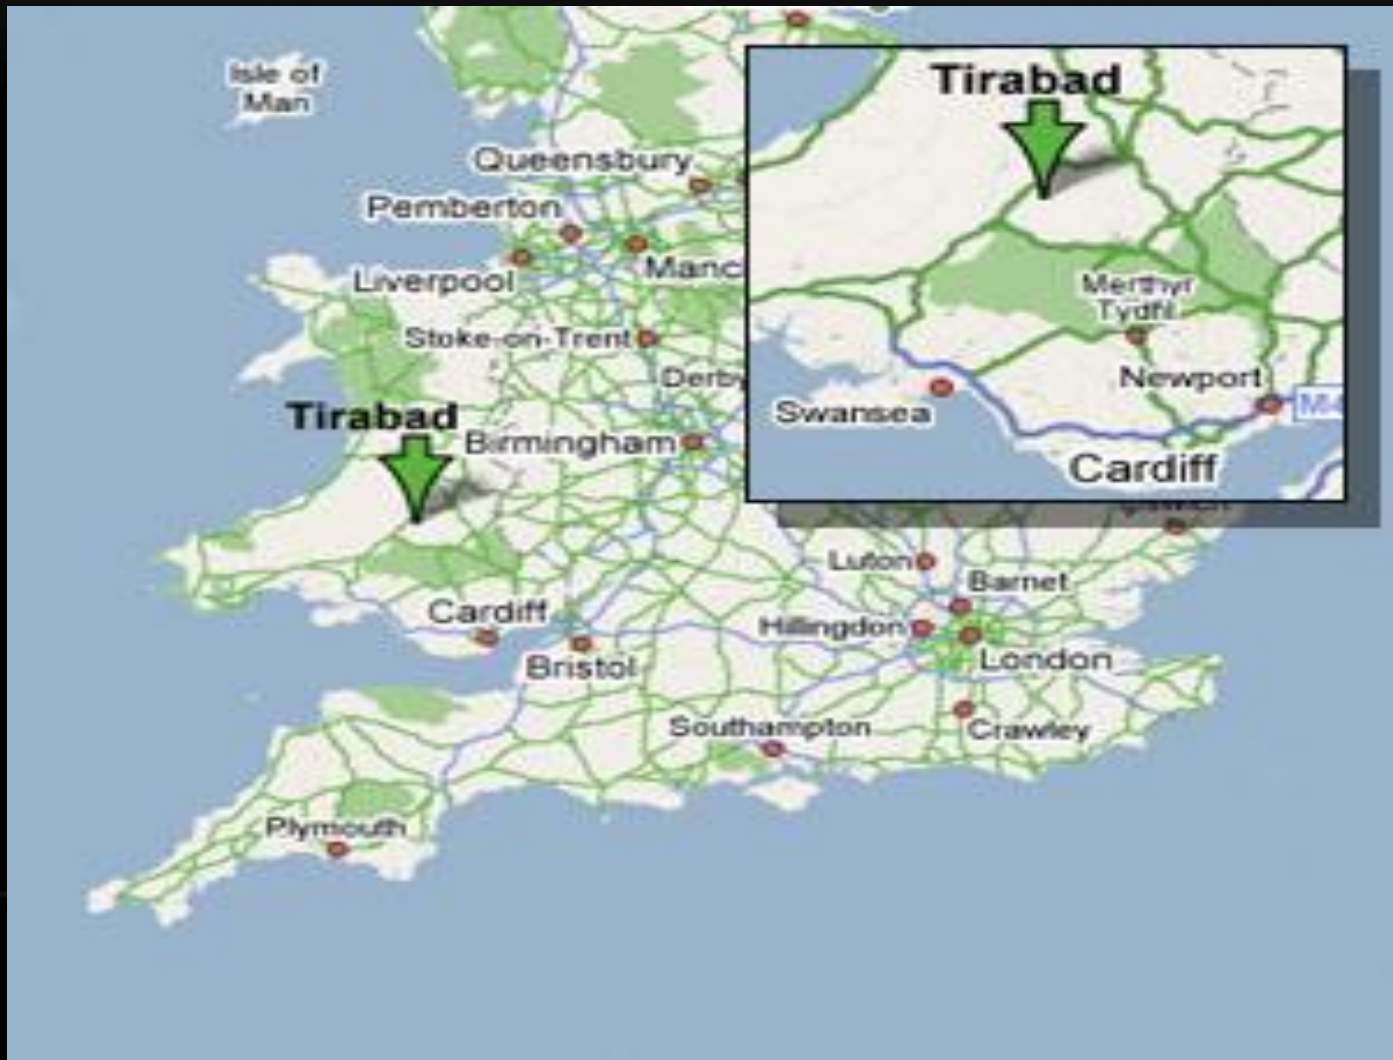 Isle of
Man
Queensbury
Pemberton
Liverpool
Manc
Stoke-on-Trent
Derby
Tirabad
Birmingham
Tirabad
Merthyr
Tydfil
Newport
M4
Swansea
Cardiff
Luton
Barnet
Hillingdon
London
Cardiff
Bristol
Southampton
Crawley
Plymouth